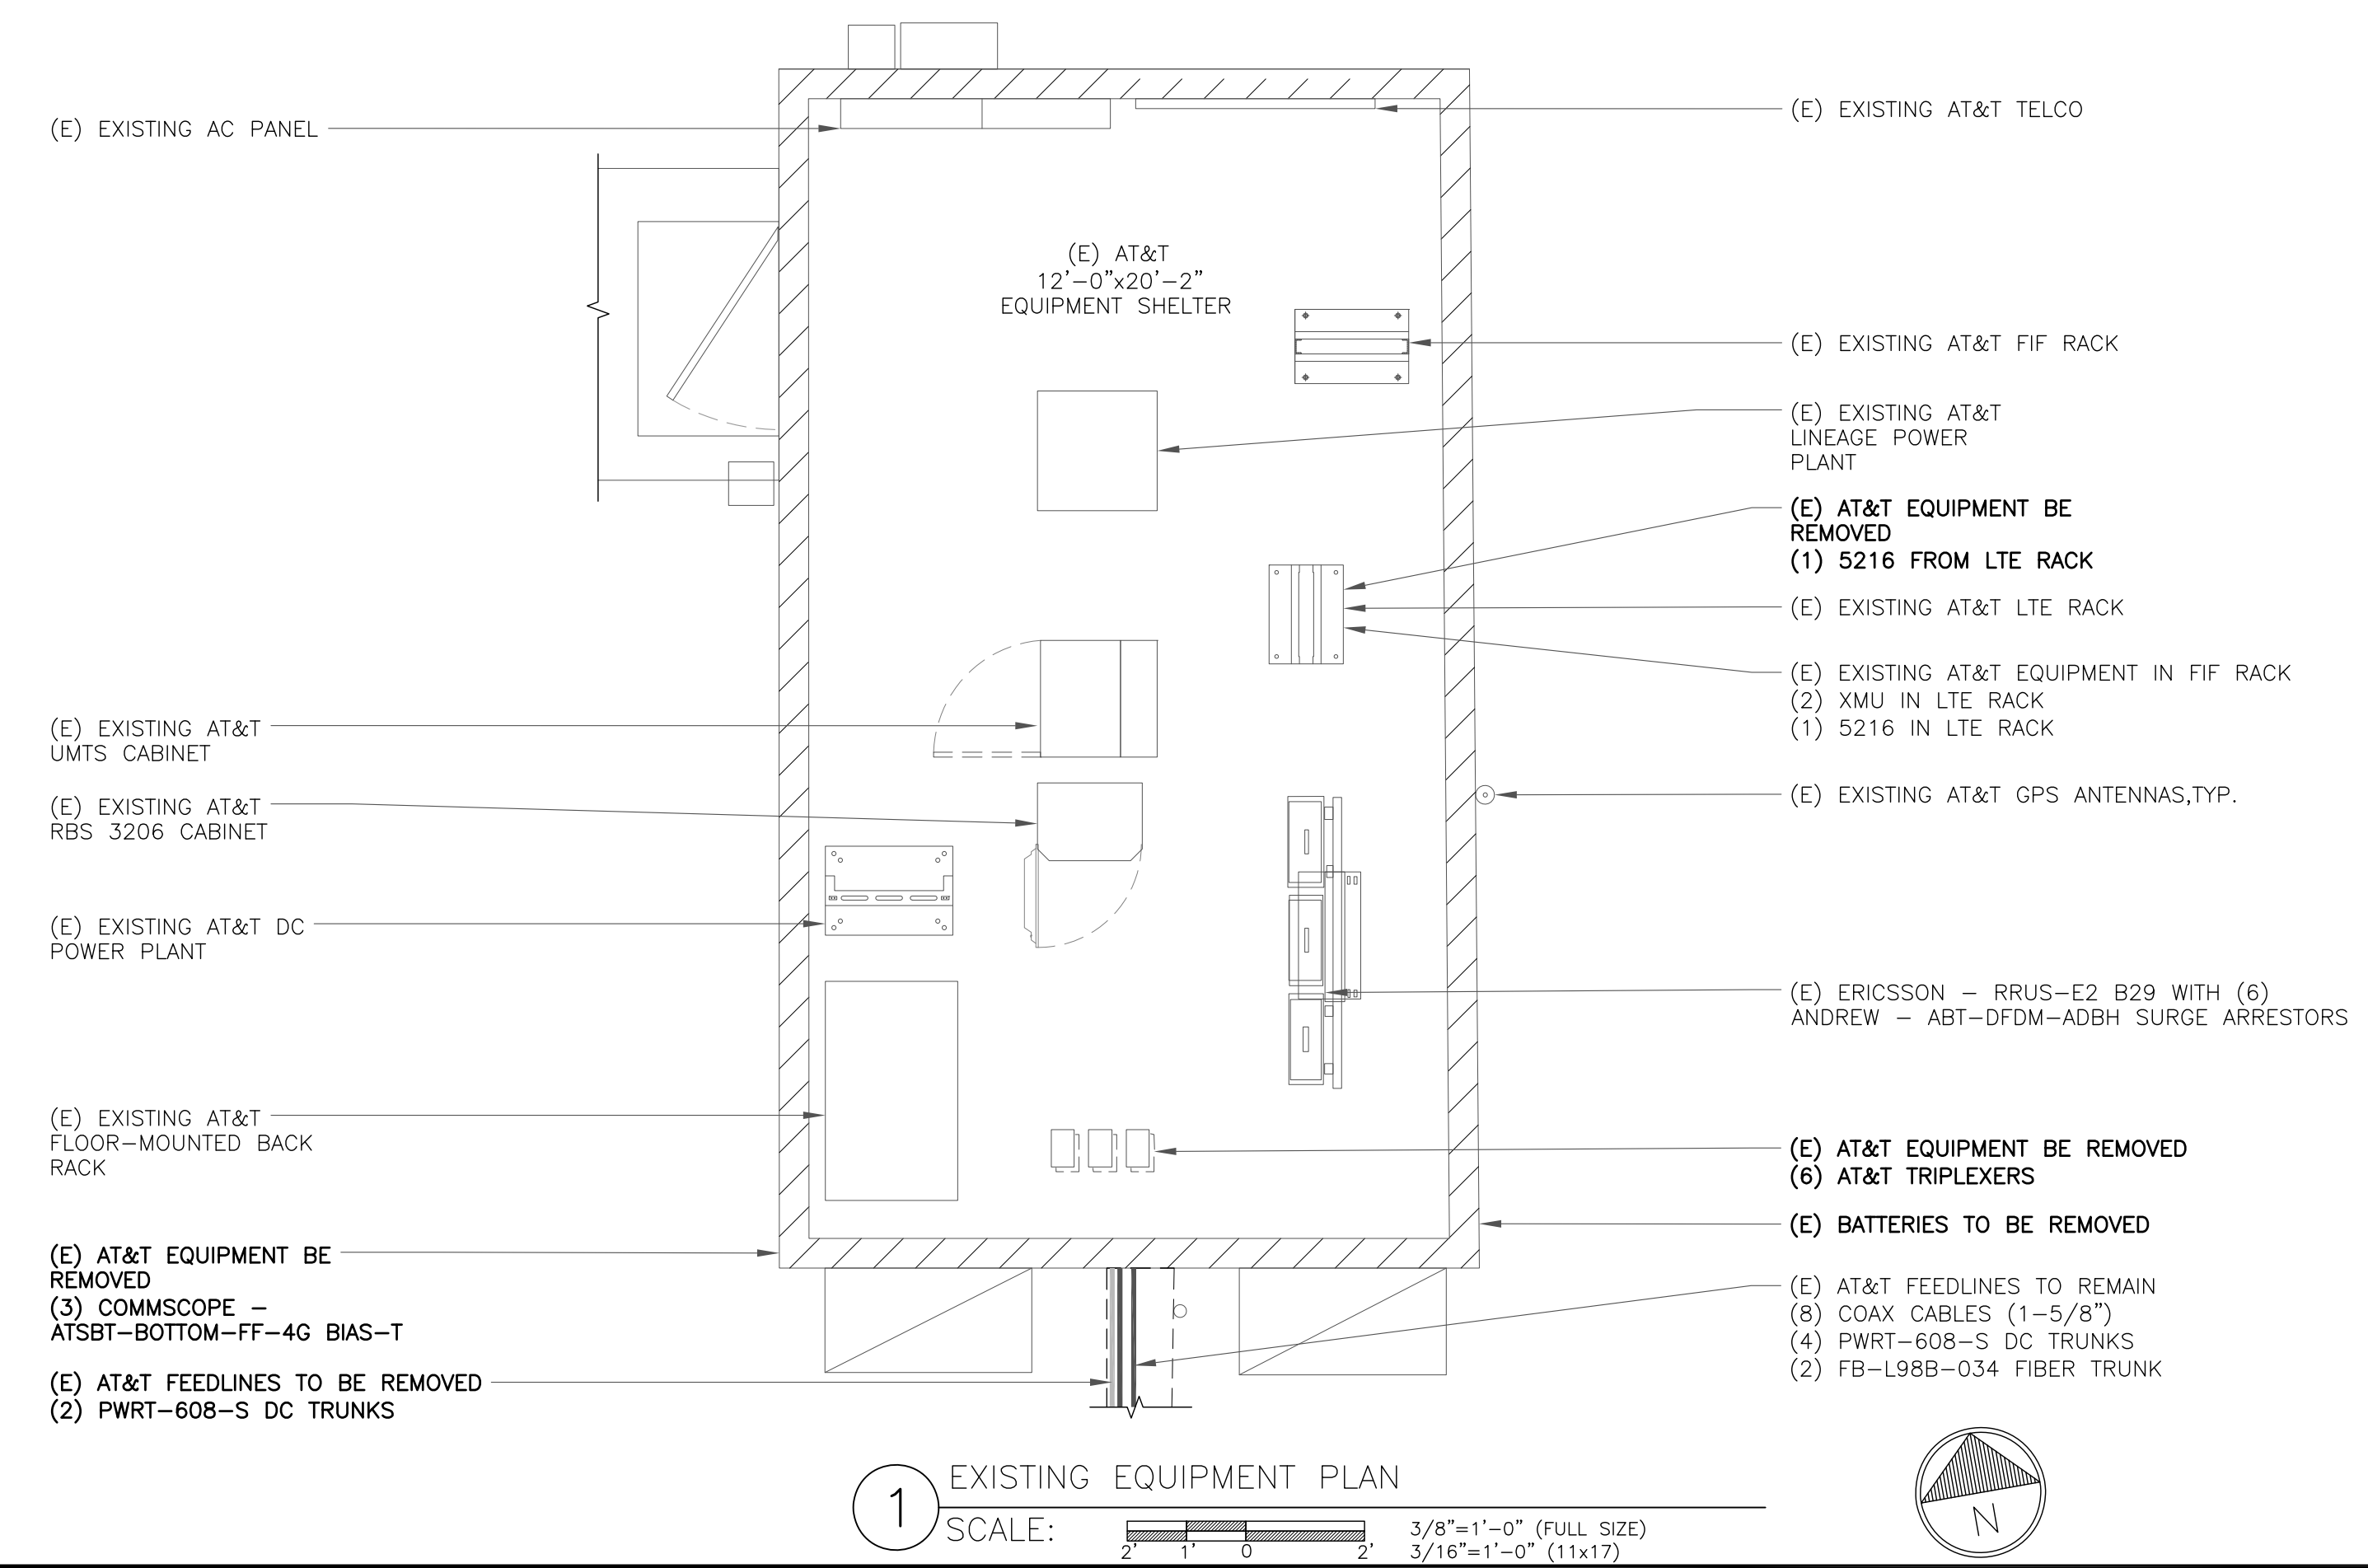 (E) EXISTING AC PANEL
(E) EXISTING AT&T TELCO
(E) AT&T
12'-0"x20'-2"
EQUIPMENT SHELTER
(E) EXISTING AT&T FIF RACK
(E) EXISTING AT&T
LINEAGE POWER
PLANT
(E) AT&T EQUIPMENT BE
REMOVED
(1) 5216 FROM LTE RACK
(E) EXISTING AT&T LTE RACK
(E) EXISTING AT&T EQUIPMENT IN FIF RACK
(2) XMU IN LTE RACK
(1) 5216 IN LTE RACK
(E) EXISTING AT&T
UMTS CABINET
(E) EXISTING AT&T
RBS 3206 CABINET
(E) EXISTING AT&T GPS ANTENNAS,TYP.
(E) EXISTING AT&T DC
POWER PLANT
(E) ERICSSON - RRUS-E2 B29 WITH (6)
ANDREW - ABT-DFDM-ADBH SURGE ARRESTORS
(E) EXISTING AT&T
FLOOR-MOUNTED BACK
RACK
(E) AT&T EQUIPMENT BE REMOVED
(6) AT&T TRIPLEXERS
(E) BATTERIES TO BE REMOVED
(E) AT&T EQUIPMENT BE
REMOVED
(3) COMMSCOPE -
ATSBT-BOTTOM-FF-4G BIAS-T
(E) AT&T FEEDLINES TO BE REMOVED
(2) PWRT-608-S DC TRUNKS
(E) AT&T FEEDLINES TO REMAIN
(8) COAX CABLES (1-5/8")
(4) PWRT-608-S DC TRUNKS
(2) FB-L98B-034 FIBER TRUNK
1
EXISTING EQUIPMENT PLAN
SCALE:
2' 1' 0 2'
3/8"=1'-0" (FULL SIZE)
3/16"=1'-0" (11x17)
N